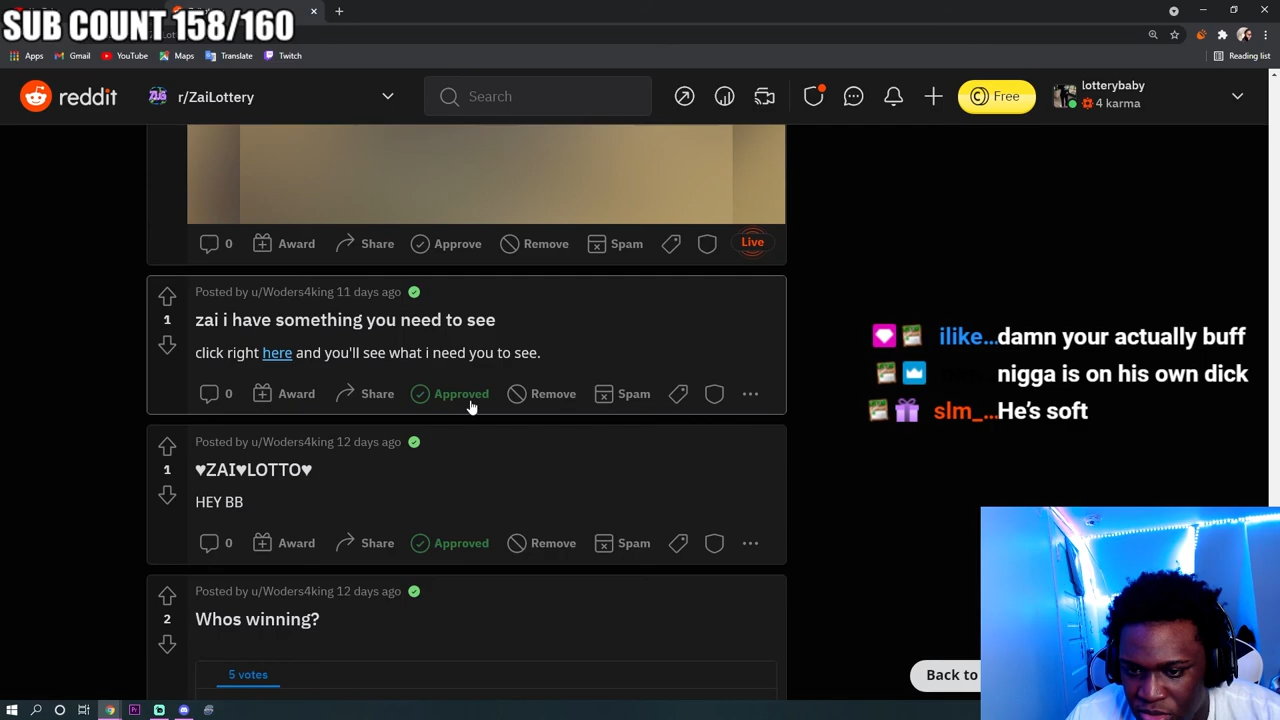 SUB COUNT 158/160
Apps Gmail YouTube Maps Translate Twitch Reading list
reddit r/ZaiLottery Search Free lotterybaby
4 karma
0 Award Share Approve Remove Spam Live
Posted by u/Woders4king 11 days ago
1 zai i have something you need to see
click right here and you'll see what i need you to see.
0 Award Share Approved Remove Spam
Posted by u/Woders4king 12 days ago
1 ♥ZAI♥LOTTO♥
HEY BB
0 Award Share Approved Remove Spam
Posted by u/Woders4king 12 days ago
2 Whos winning?
5 votes
ilike... damn your actually buff
nigga is on his own dick
slm_... He's soft
Back to